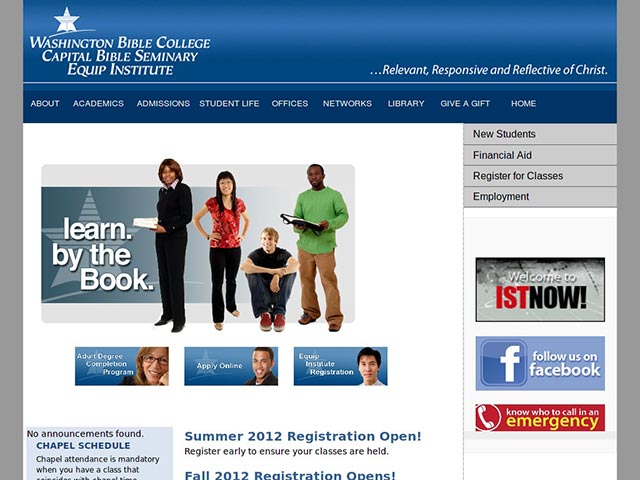 WASHINGTON BIBLE COLLEGE
CAPITAL BIBLE SEMINARY
EQUIP INSTITUTE
...Relevant, Responsive and Reflective of Christ.
ABOUT ACADEMICS ADMISSIONS STUDENT LIFE OFFICES NETWORKS LIBRARY GIVE A GIFT HOME
New Students
Financial Aid
Register for Classes
Employment
learn.
by the
Book.
Welcome to
ISTNOW!
Adult Degree
Completion
Program
Apply Online
Equip
Institute
Registration
follow us on
facebook
know who to call in an
emergency
No announcements found.
CHAPEL SCHEDULE
Chapel attendance is mandatory
when you have a class that
coincides with chapel time
Summer 2012 Registration Open!
Register early to ensure your classes are held.
Fall 2012 Registration Opens!